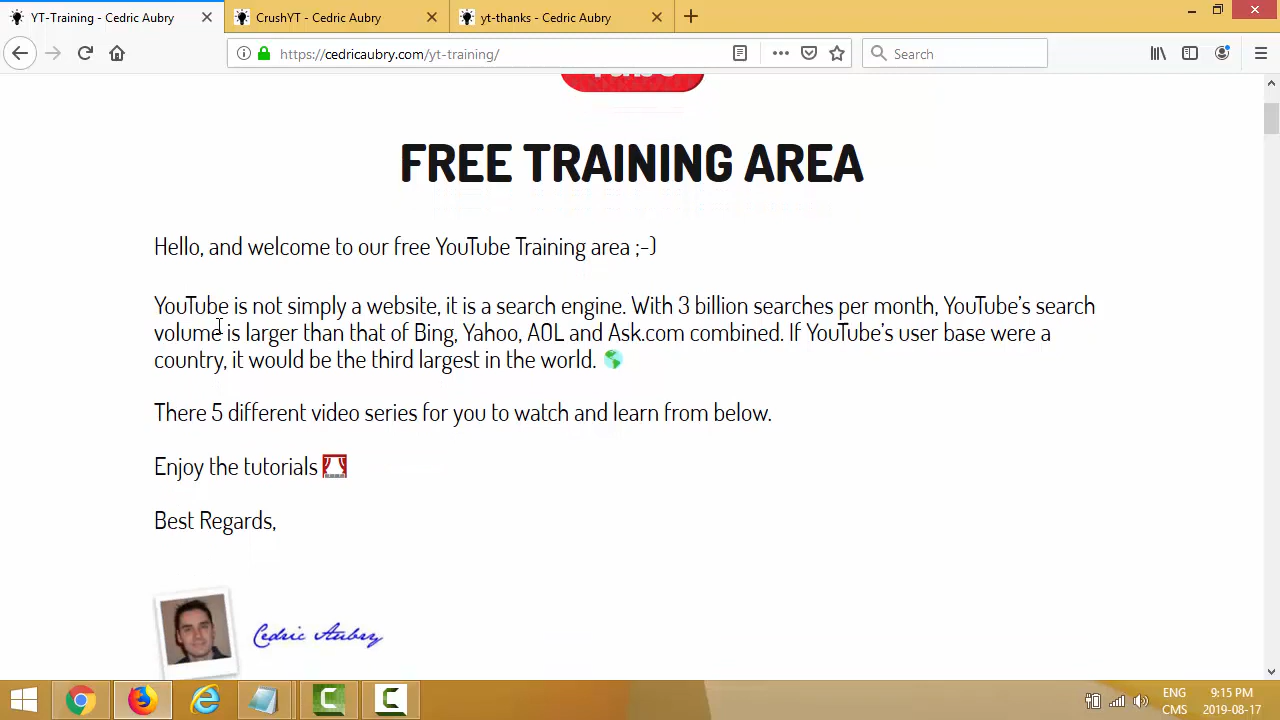 YT-Training - Cedric Aubry
CrushYT - Cedric Aubry
yt-thanks - Cedric Aubry
https://cedricaubry.com/yt-training/
Search
FREE TRAINING AREA
Hello, and welcome to our free YouTube Training area ;-)
YouTube is not simply a website, it is a search engine. With 3 billion searches per month, YouTube's search
volume is larger than that of Bing, Yahoo, AOL and Ask.com combined. If YouTube's user base were a
country, it would be the third largest in the world.
There 5 different video series for you to watch and learn from below.
Enjoy the tutorials
Best Regards,
Cedric Aubry
ENG
CMS
9:15 PM
2019-08-17